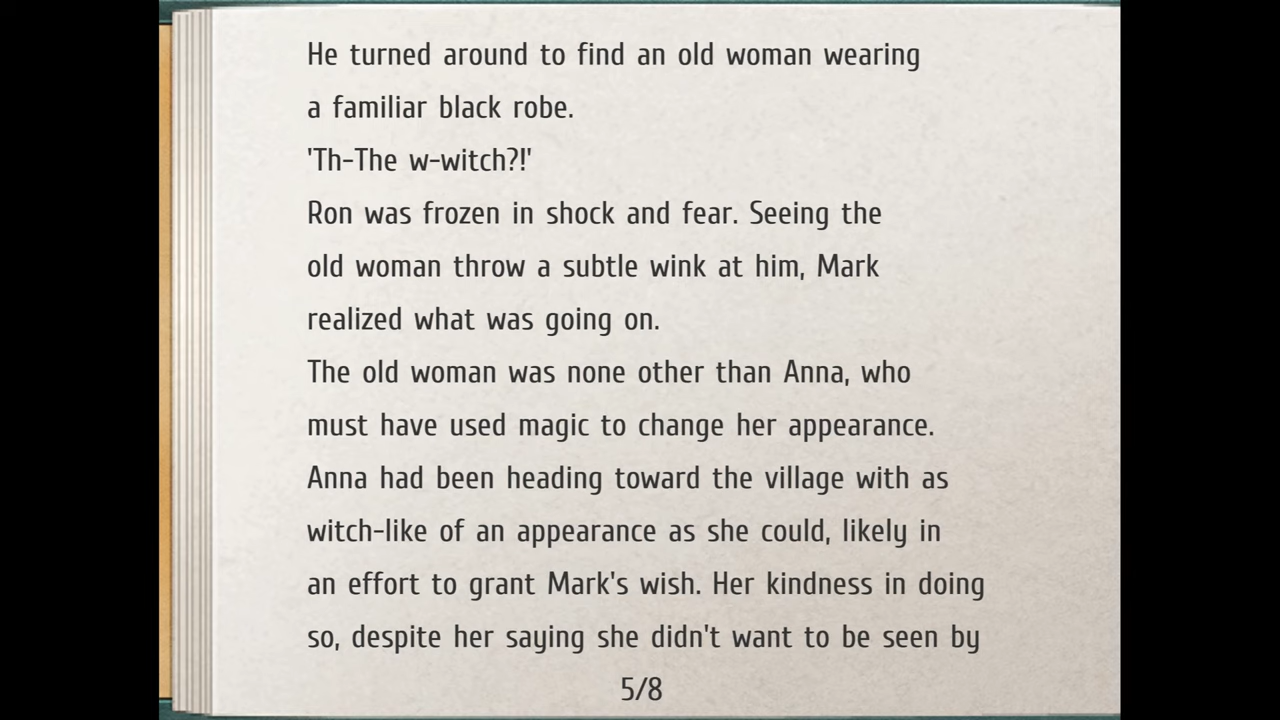 He turned around to find an old woman wearing
a familiar black robe.
'Th-The w-witch?!'
Ron was frozen in shock and fear. Seeing the
old woman throw a subtle wink at him, Mark
realized what was going on.
The old woman was none other than Anna, who
must have used magic to change her appearance.
Anna had been heading toward the village with as
witch-like of an appearance as she could, likely in
an effort to grant Mark's wish. Her kindness in doing
so, despite her saying she didn't want to be seen by
5/8